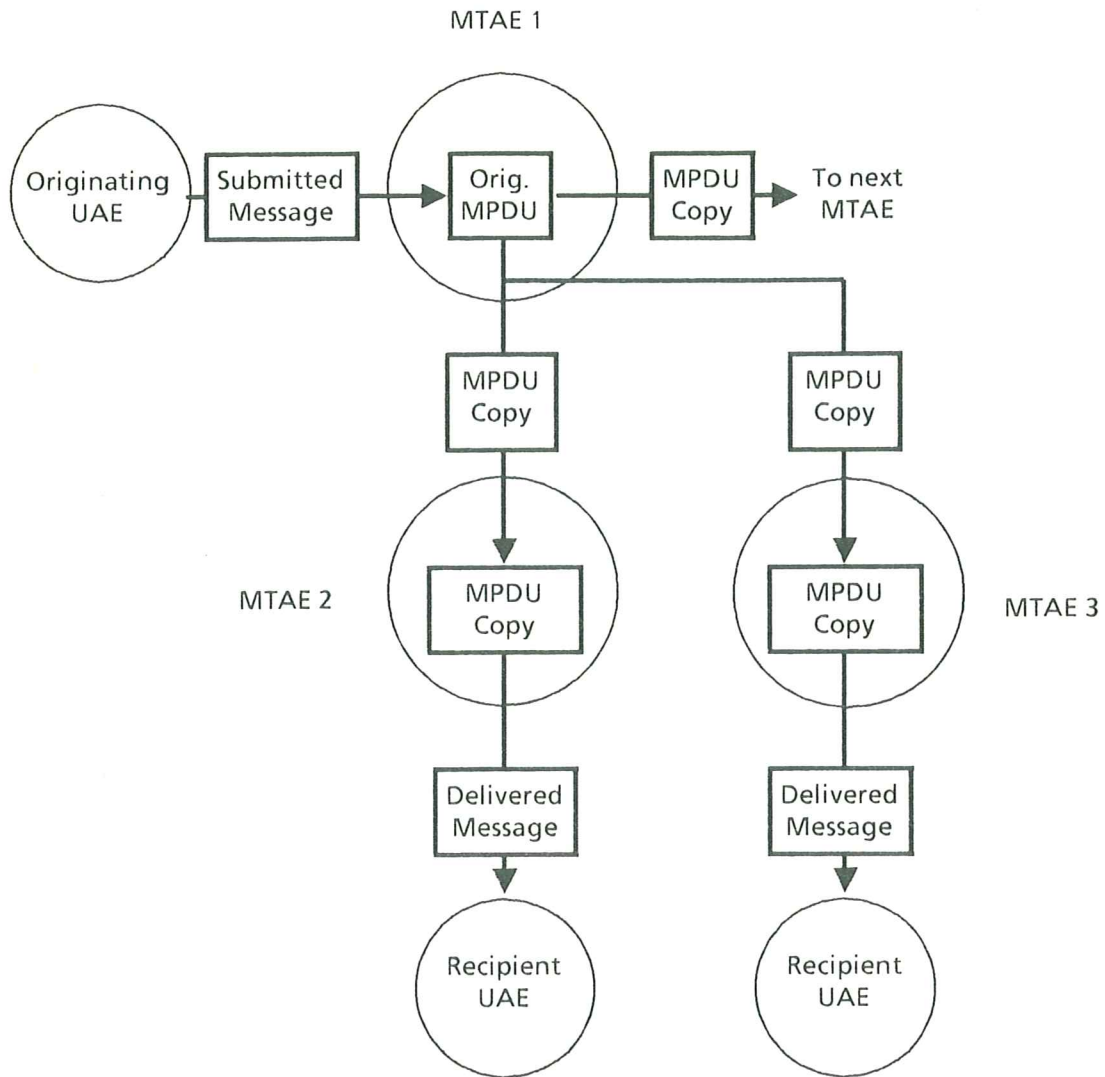 MTAE 1
Originating
UAE
Submitted
Message
Orig.
MPDU
MPDU
Copy
To next
MTAE
MPDU
Copy
MPDU
Copy
MTAE 2
MPDU
Copy
MPDU
Copy
MTAE 3
Delivered
Message
Delivered
Message
Recipient
UAE
Recipient
UAE